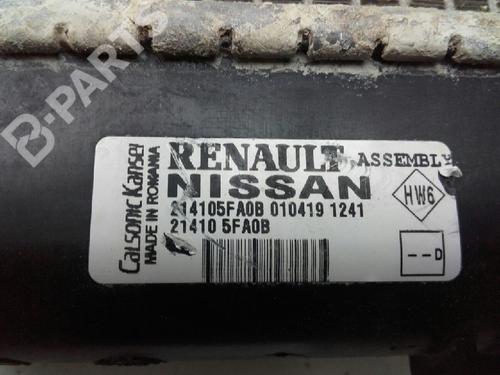 B-PARTS
Calsonic Kansei
MADE IN ROMANIA
RENAULT ASSEMBLY
NISSAN
214105FA0B 010419 1241
21410 5FA0B
HW6
--D